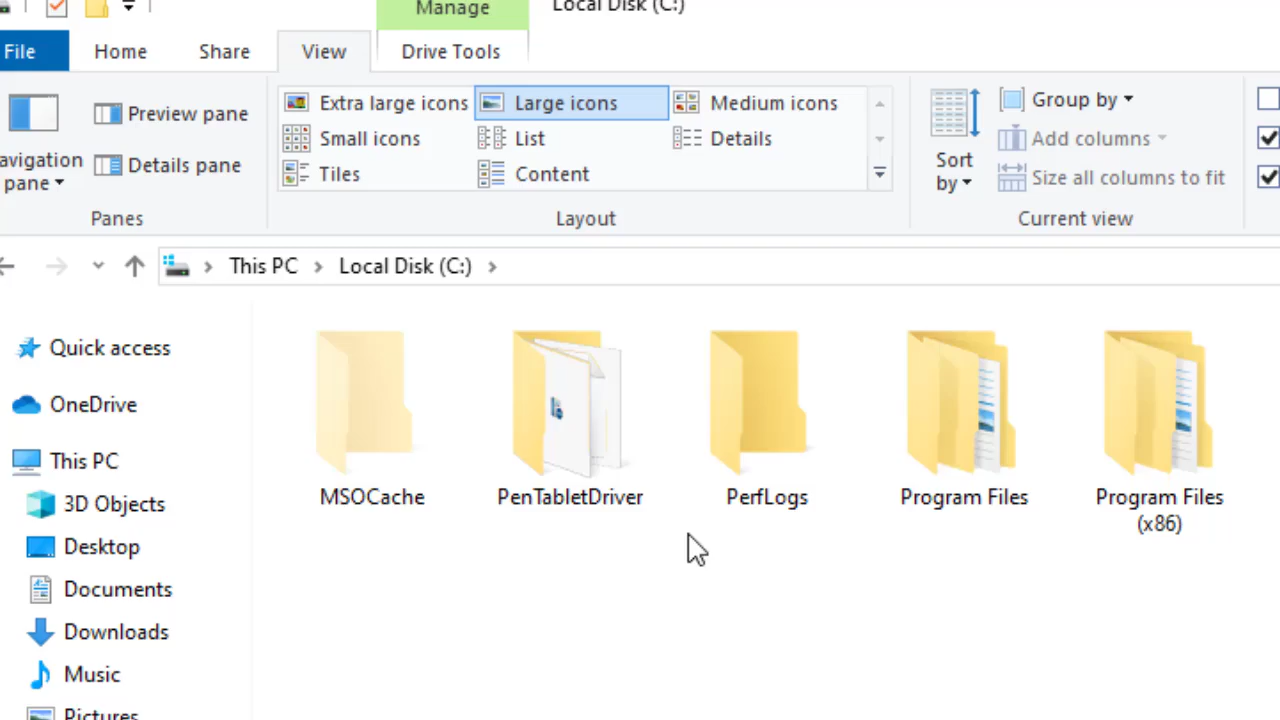 Manage
Local Disk (C:)
File
Home
Share
View
Drive Tools
Preview pane
Details pane
avigation
pane
Panes
Extra large icons
Large icons
Medium icons
Small icons
List
Details
Tiles
Content
Layout
Sort
by
Group by
Add columns
Size all columns to fit
Current view
This PC
Local Disk (C:)
Quick access
OneDrive
This PC
3D Objects
Desktop
Documents
Downloads
Music
Pictures
MSOCache
PenTabletDriver
PerfLogs
Program Files
Program Files
(x86)